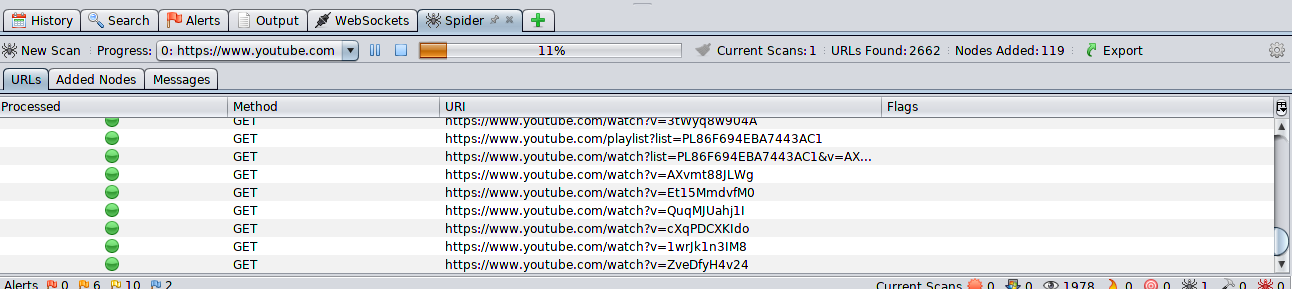 History Search Alerts Output WebSockets Spider
New Scan Progress: 0: https://www.youtube.com 11% Current Scans: 1 URLs Found: 2662 Nodes Added: 119 Export
URLs Added Nodes Messages
Processed Method URI Flags
GET https://www.youtube.com/watch?v=3tWyq8w9U4A
GET https://www.youtube.com/playlist?list=PL86F694EBA7443AC1
GET https://www.youtube.com/watch?list=PL86F694EBA7443AC1&v=AX...
GET https://www.youtube.com/watch?v=AXvmt88JLWg
GET https://www.youtube.com/watch?v=Et15MmdvfM0
GET https://www.youtube.com/watch?v=QuqMJUahj1I
GET https://www.youtube.com/watch?v=cXqPDCXKIdo
GET https://www.youtube.com/watch?v=1wrJk1n3IM8
GET https://www.youtube.com/watch?v=ZveDfyH4v24
Alerts 0 6 10 2 Current Scans 0 0 1978 0 0 1 0 0